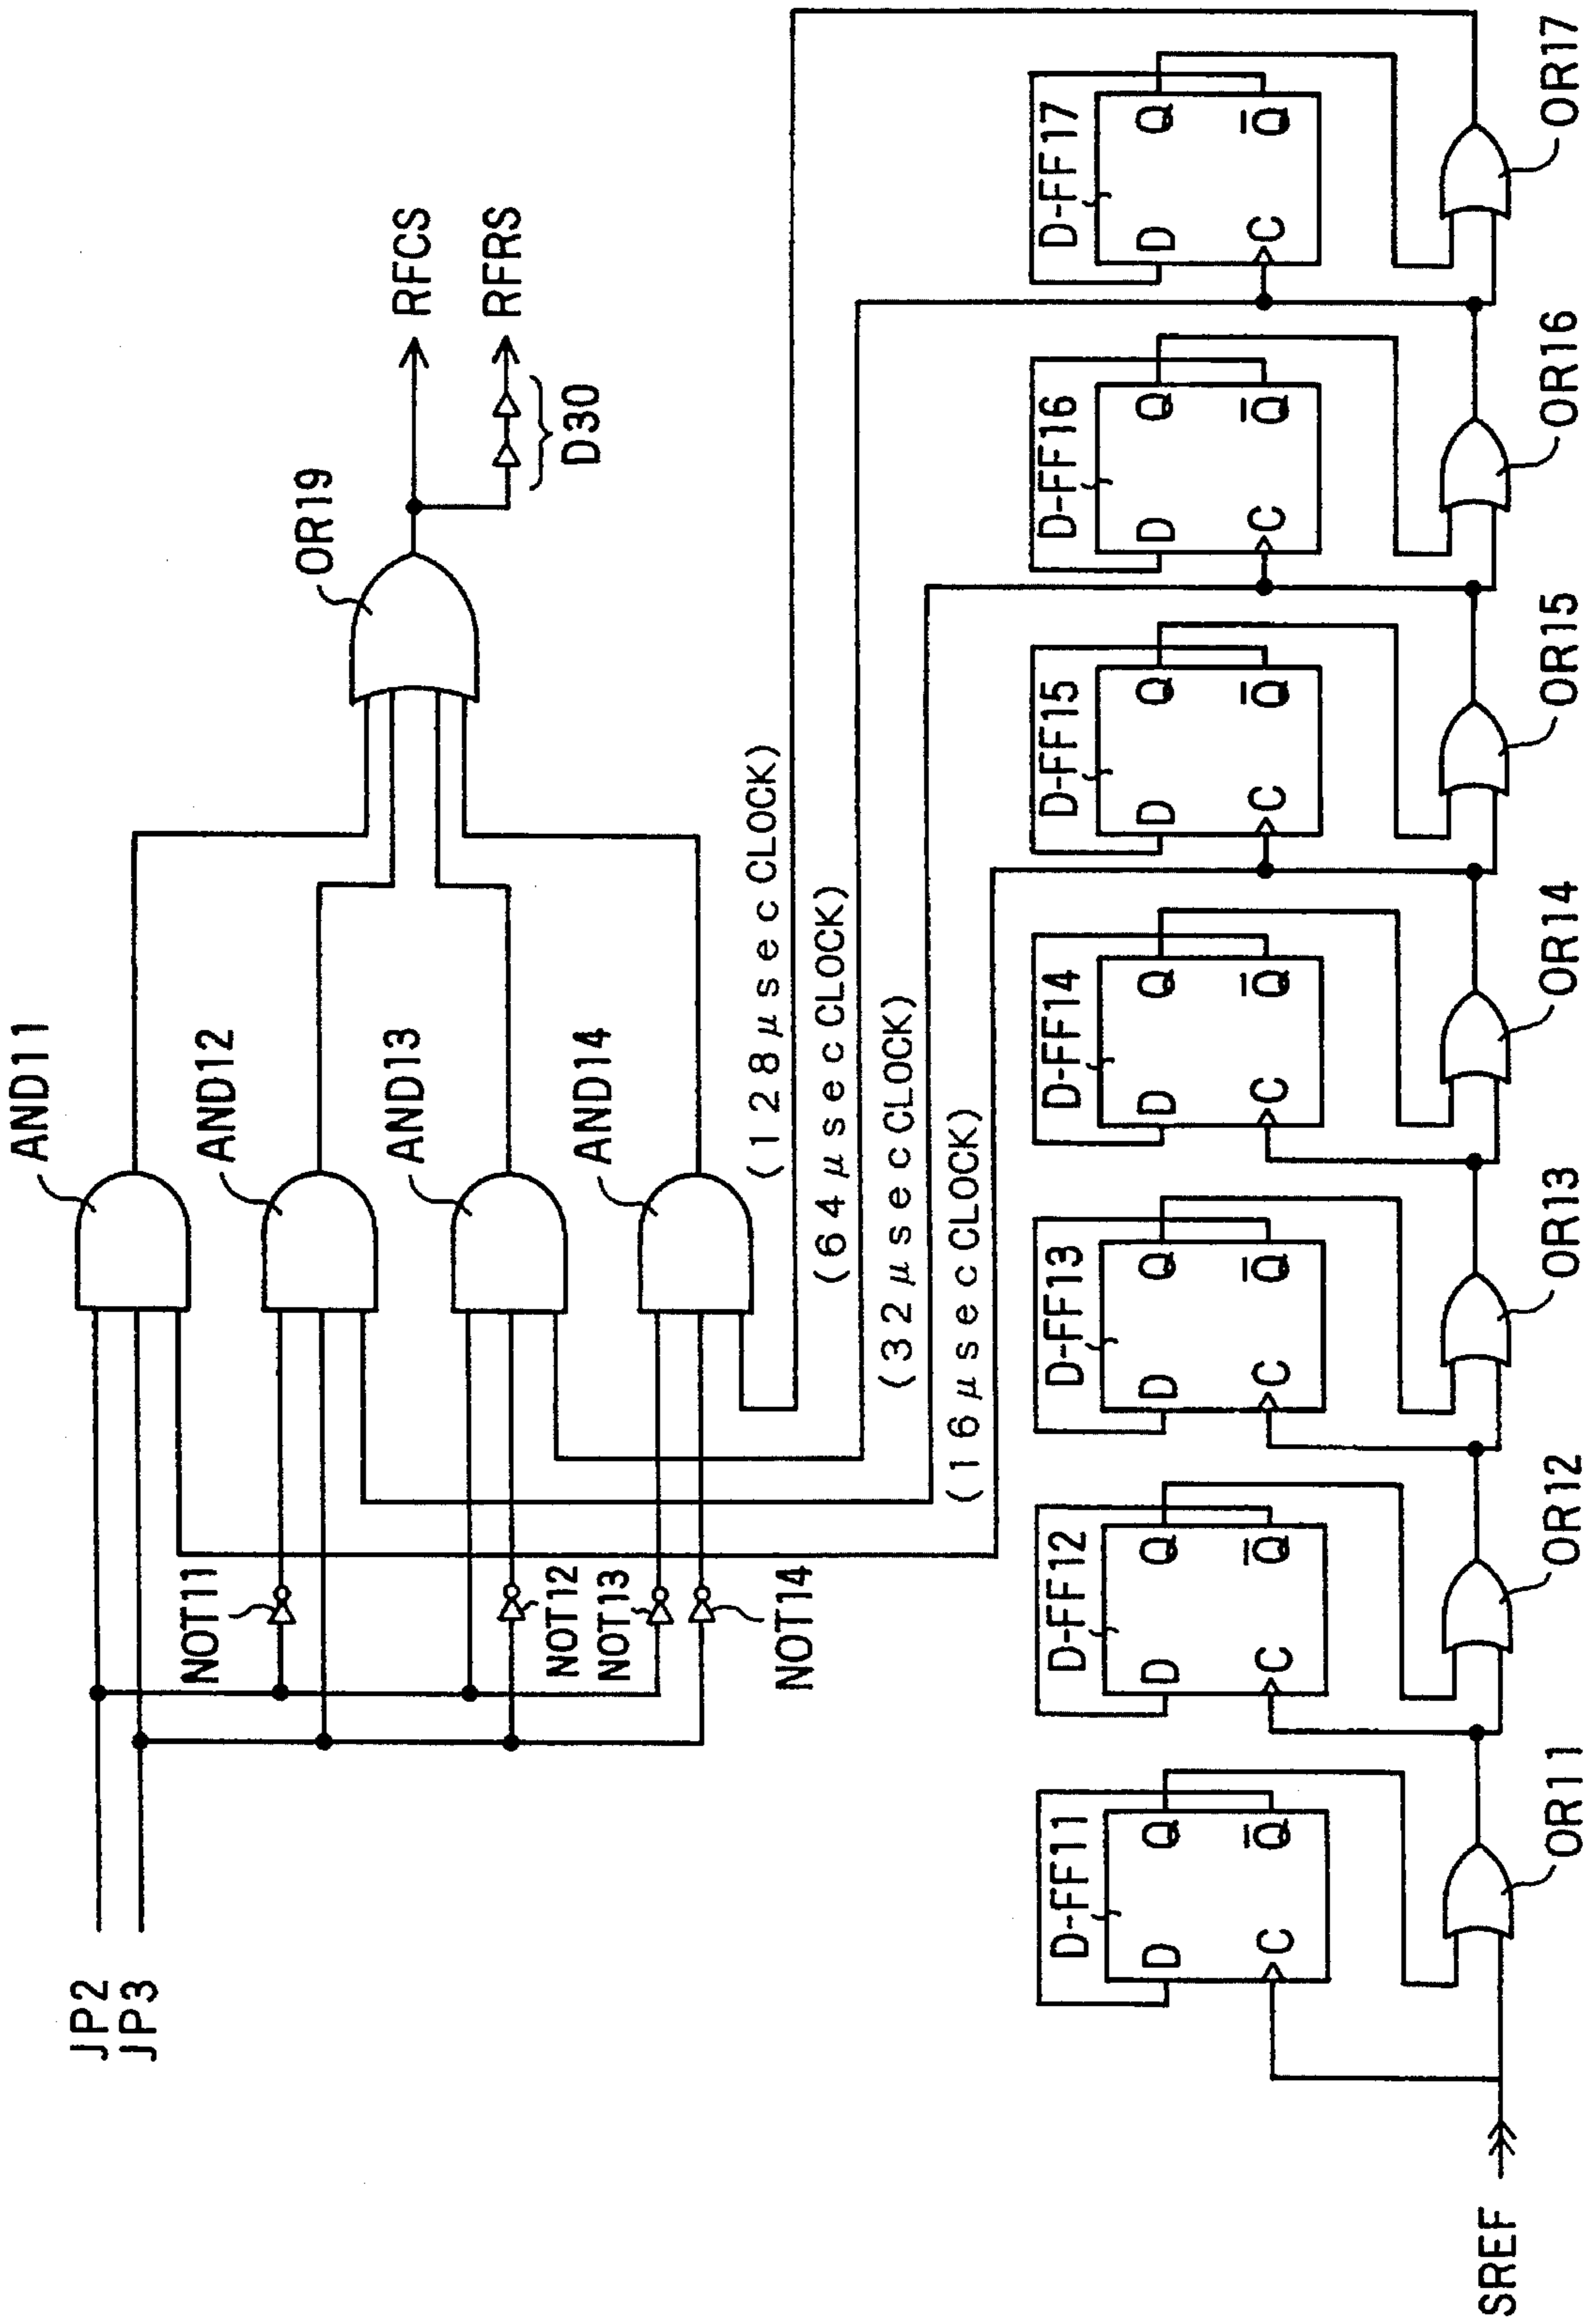 JP2
JP3
AND11
AND12
AND13
AND14
NOT11
NOT12
NOT13
NOT14
OR19
RFCS
RFRS
D30
(128μsec CLOCK)
(64μsec CLOCK)
(32μsec CLOCK)
(16μsec CLOCK)
D-FF11
D Q
C Q̅
D-FF12
D Q
C Q̅
D-FF13
D Q
C Q̅
D-FF14
D Q
C Q̅
D-FF15
D Q
C Q̅
D-FF16
D Q
C Q̅
D-FF17
D Q
C Q̅
SREF
OR11
OR12
OR13
OR14
OR15
OR16
OR17